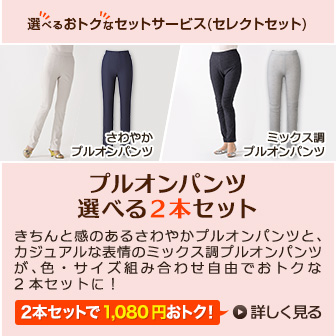 選べるおトクなセットサービス(セレクトセット)
さわやか
プルオンパンツ
ミックス調
プルオンパンツ
プルオンパンツ
選べる2本セット
きちんと感のあるさわやかプルオンパンツと、
カジュアルな表情のミックス調プルオンパンツ
が、色・サイズ組み合わせ自由でおトクな
2本セットに!
2本セットで1,080円おトク!
詳しく見る